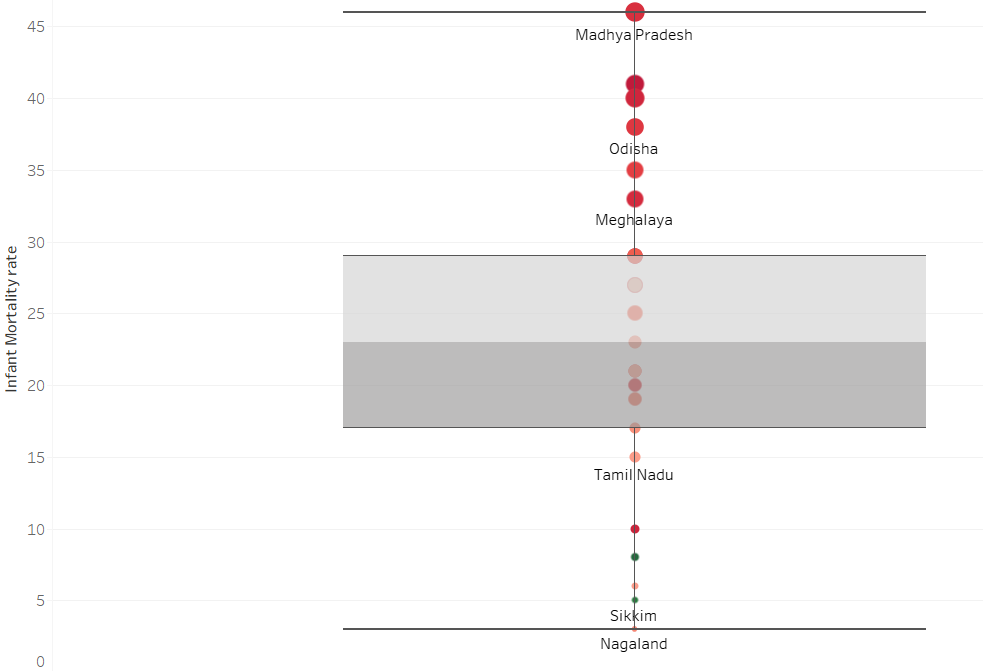 Infant Mortality rate
45
40
35
30
25
20
15
10
5
0
Madhya Pradesh
Odisha
Meghalaya
Tamil Nadu
Sikkim
Nagaland